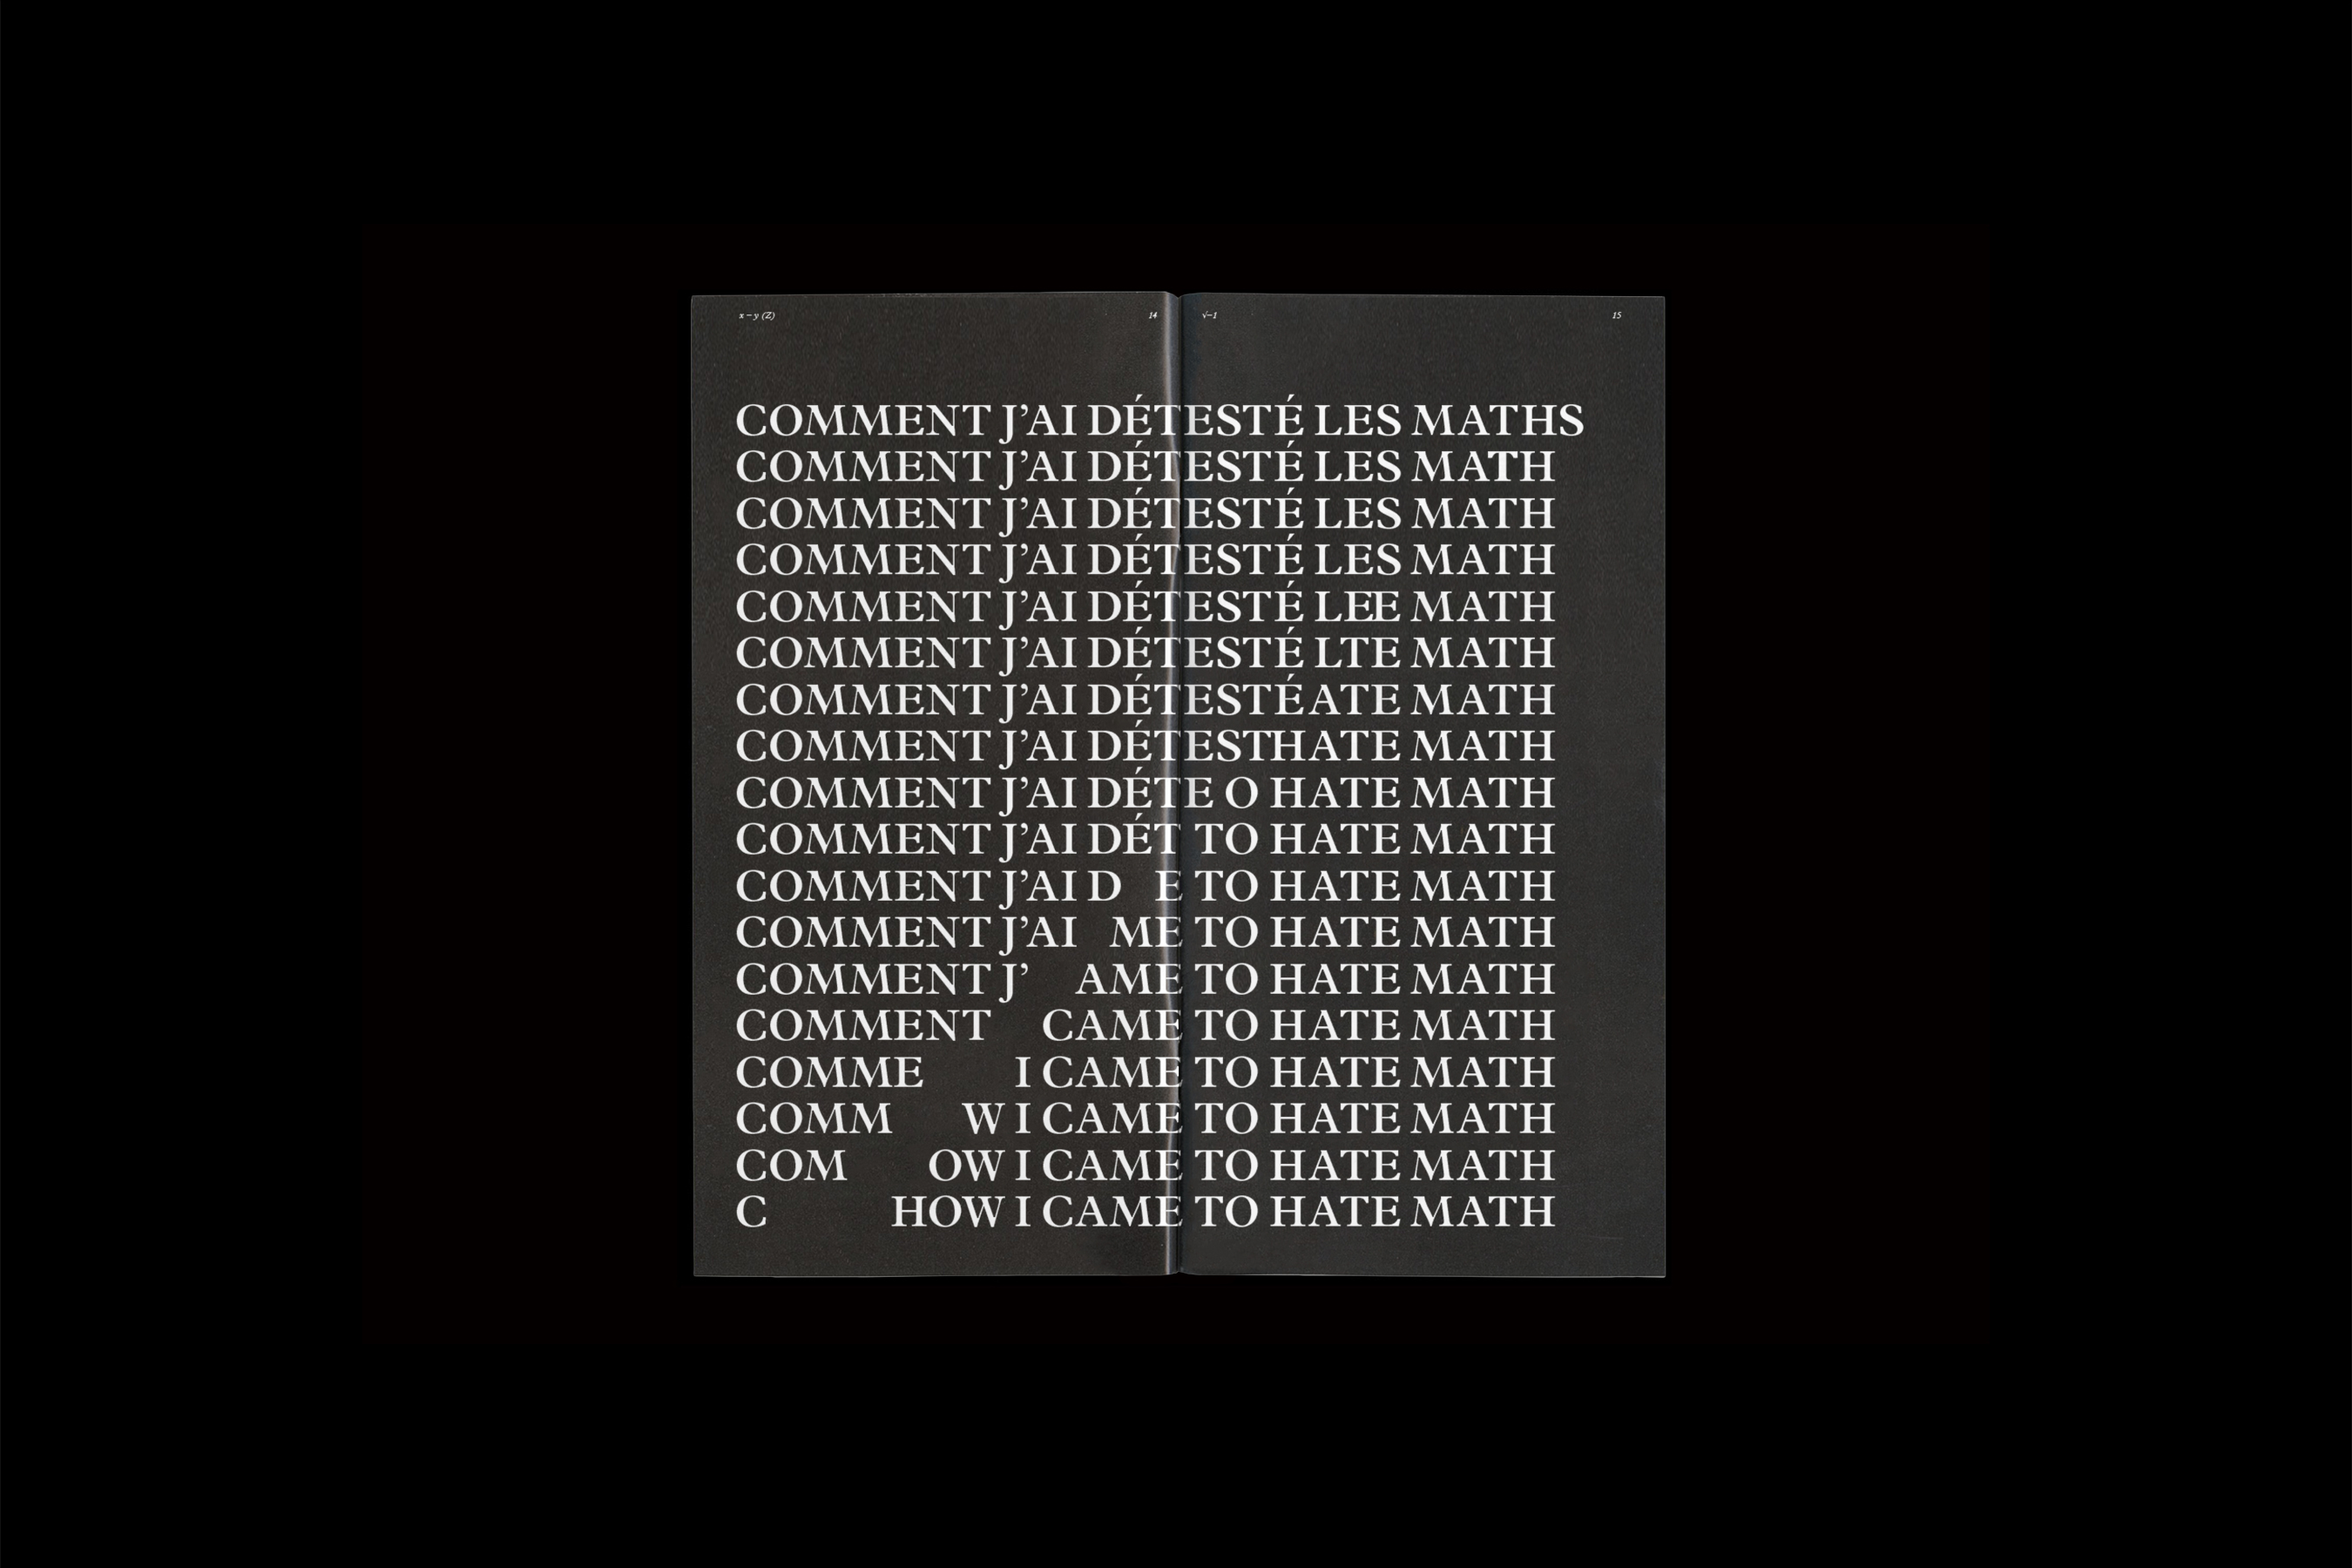 x – y (Z) 14 √–1 15
COMMENT J’AI DÉTESTÉ LES MATHS
COMMENT J’AI DÉTESTÉ LES MATH
COMMENT J’AI DÉTESTÉ LES MATH
COMMENT J’AI DÉTESTÉ LES MATH
COMMENT J’AI DÉTESTÉ LEE MATH
COMMENT J’AI DÉTESTÉ LTE MATH
COMMENT J’AI DÉTESTÉATE MATH
COMMENT J’AI DÉTESTHATE MATH
COMMENT J’AI DÉTE O HATE MATH
COMMENT J’AI DÉT TO HATE MATH
COMMENT J’AI D E TO HATE MATH
COMMENT J’AI ME TO HATE MATH
COMMENT J’ AME TO HATE MATH
COMMENT CAME TO HATE MATH
COMME I CAME TO HATE MATH
COMM W I CAME TO HATE MATH
COM OW I CAME TO HATE MATH
C HOW I CAME TO HATE MATH